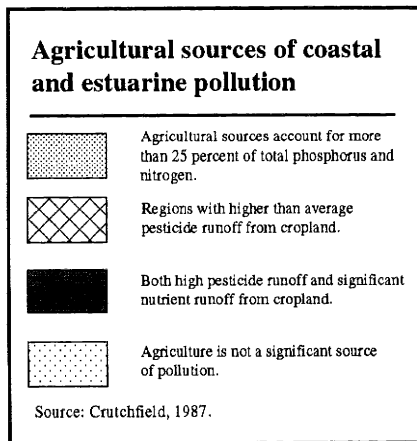 Agricultural sources of coastal
and estuarine pollution
Agricultural sources account for more
than 25 percent of total phosphorus and
nitrogen.
Regions with higher than average
pesticide runoff from cropland.
Both high pesticide runoff and significant
nutrient runoff from cropland.
Agriculture is not a significant source
of pollution.
Source: Crutchfield, 1987.